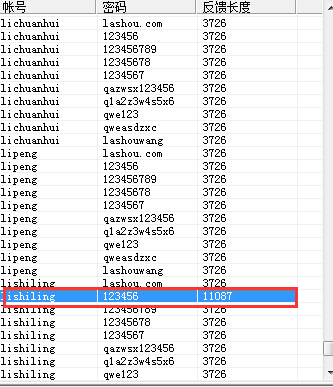 帐号 密码 反馈长度
lichuanhui lashou.com 3726
lichuanhui 123456 3726
lichuanhui 123456789 3726
lichuanhui 12345678 3726
lichuanhui 1234567 3726
lichuanhui qazwsx123456 3726
lichuanhui q1a2z3w4s5x6 3726
lichuanhui qwe123 3726
lichuanhui qweasdzxc 3726
lichuanhui lashouwang 3726
lipeng lashou.com 3726
lipeng 123456 3726
lipeng 123456789 3726
lipeng 12345678 3726
lipeng 1234567 3726
lipeng qazwsx123456 3726
lipeng q1a2z3w4s5x6 3726
lipeng qwe123 3726
lipeng qweasdzxc 3726
lipeng lashouwang 3726
lishiling lashou.com 3726
lishiling 123456 11087
lishiling 123456789 3726
lishiling 12345678 3726
lishiling 1234567 3726
lishiling qazwsx123456 3726
lishiling q1a2z3w4s5x6 3726
lishiling qwe123 3726